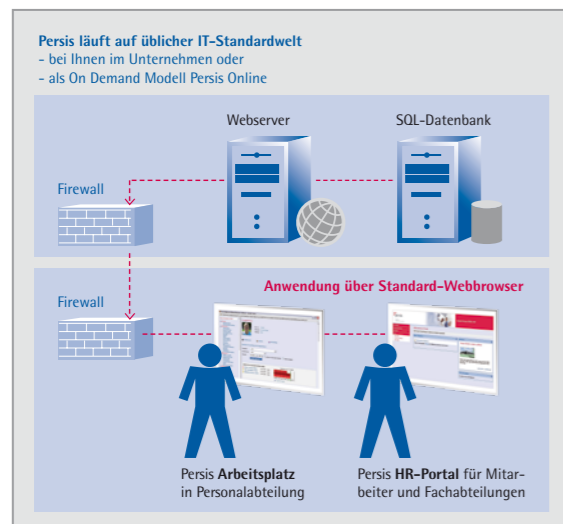 Persis läuft auf üblicher IT-Standardwelt
- bei Ihnen im Unternehmen oder
- als On Demand Modell Persis Online
Webserver
SQL-Datenbank
Firewall
Anwendung über Standard-Webbrowser
Firewall
Persis Arbeitsplatz
in Personalabteilung
Persis HR-Portal für Mitar-
beiter und Fachabteilungen